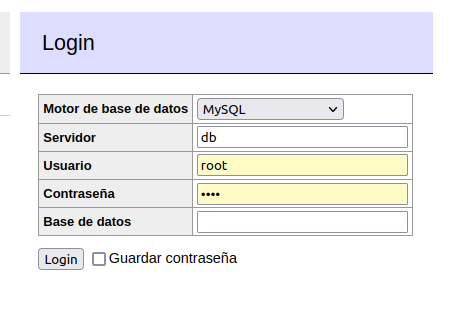 Login
Motor de base de datos MySQL
Servidor db
Usuario root
Contraseña ••••
Base de datos
Login Guardar contraseña